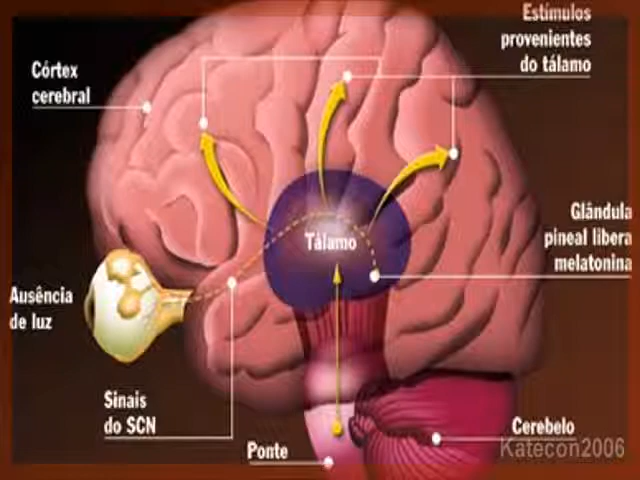 Estímulos
provenientes
do tálamo
Córtex
cerebral
Glândula
pineal libera
melatonina
Tálamo
Ausência
de luz
Sinais
do SCN
Ponte
Cerebelo
Katecon2006